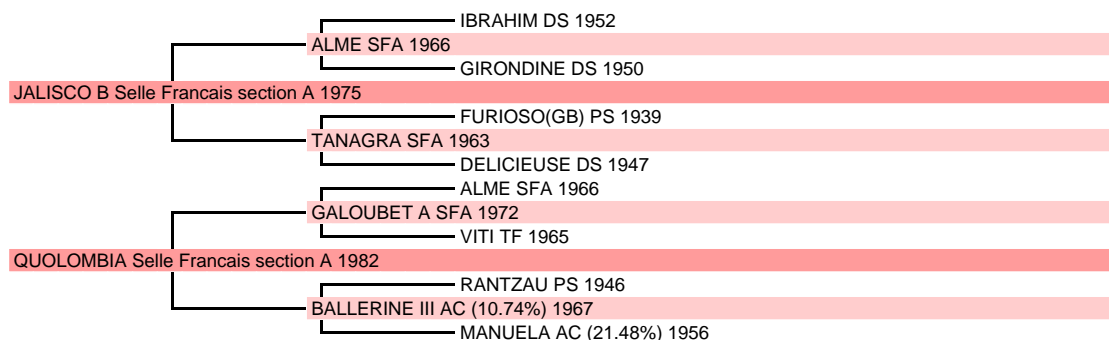 IBRAHIM DS 1952
ALME SFA 1966
GIRONDINE DS 1950
JALISCO B Selle Francais section A 1975
FURIOSO(GB) PS 1939
TANAGRA SFA 1963
DELICIEUSE DS 1947
ALME SFA 1966
GALOUBET A SFA 1972
VITI TF 1965
QUOLOMBIA Selle Francais section A 1982
RANTZAU PS 1946
BALLERINE III AC (10.74%) 1967
MANUELA AC (21.48%) 1956